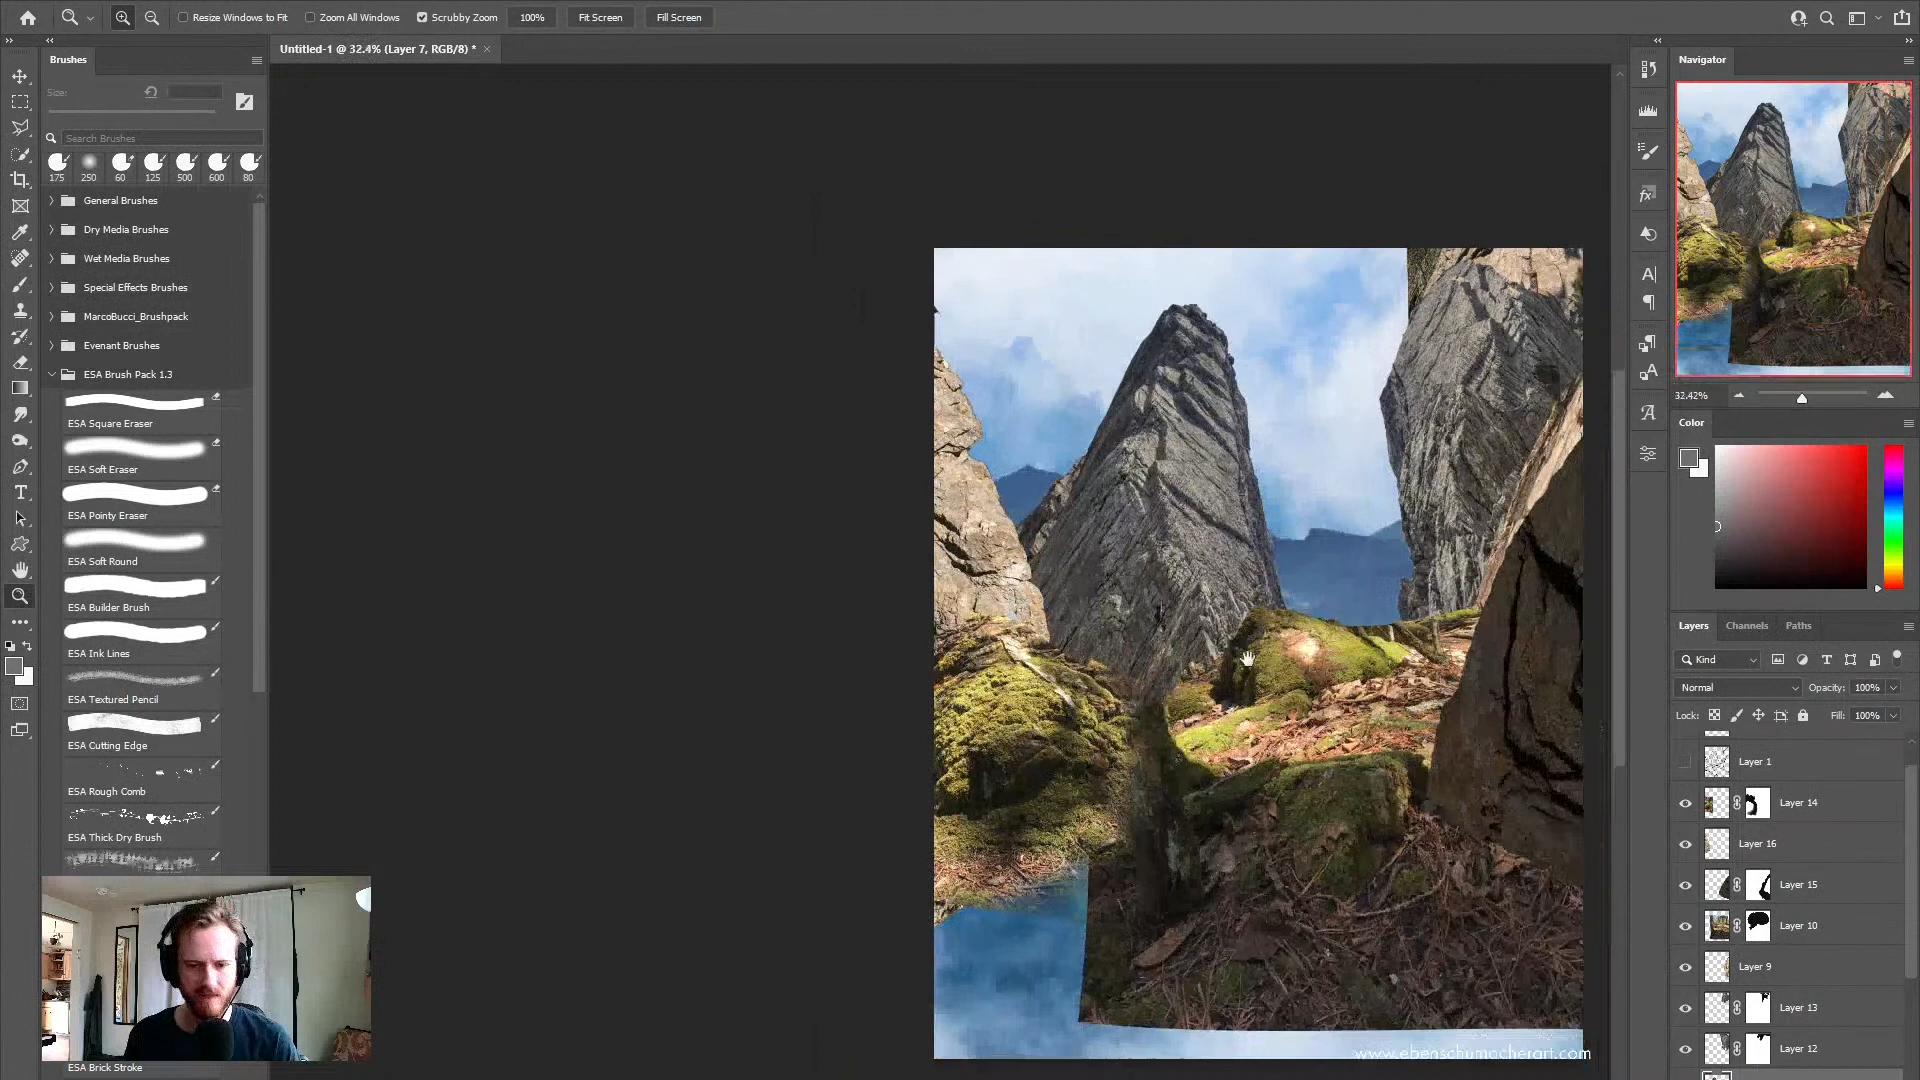 Resize Windows to Fit
Zoom All Windows
Scrubby Zoom
100%
Fit Screen
Fill Screen
Untitled-1 @ 32.4% (Layer 7, RGB/8) *
Brushes
Size:
Search Brushes
175 250 60 125 500 600 80
General Brushes
Dry Media Brushes
Wet Media Brushes
Special Effects Brushes
MarcoBucci_Brushpack
Evenant Brushes
ESA Brush Pack 1.3
ESA Square Eraser
ESA Soft Eraser
ESA Pointy Eraser
ESA Soft Round
ESA Builder Brush
ESA Ink Lines
ESA Textured Pencil
ESA Cutting Edge
ESA Rough Comb
ESA Thick Dry Brush
ESA Brick Stroke
www.ebenschumacherart.com
Navigator
32.42%
Color
Layers Channels Paths
Kind
Normal Opacity: 100%
Lock: Fill: 100%
Layer 1
Layer 14
Layer 16
Layer 15
Layer 10
Layer 9
Layer 13
Layer 12